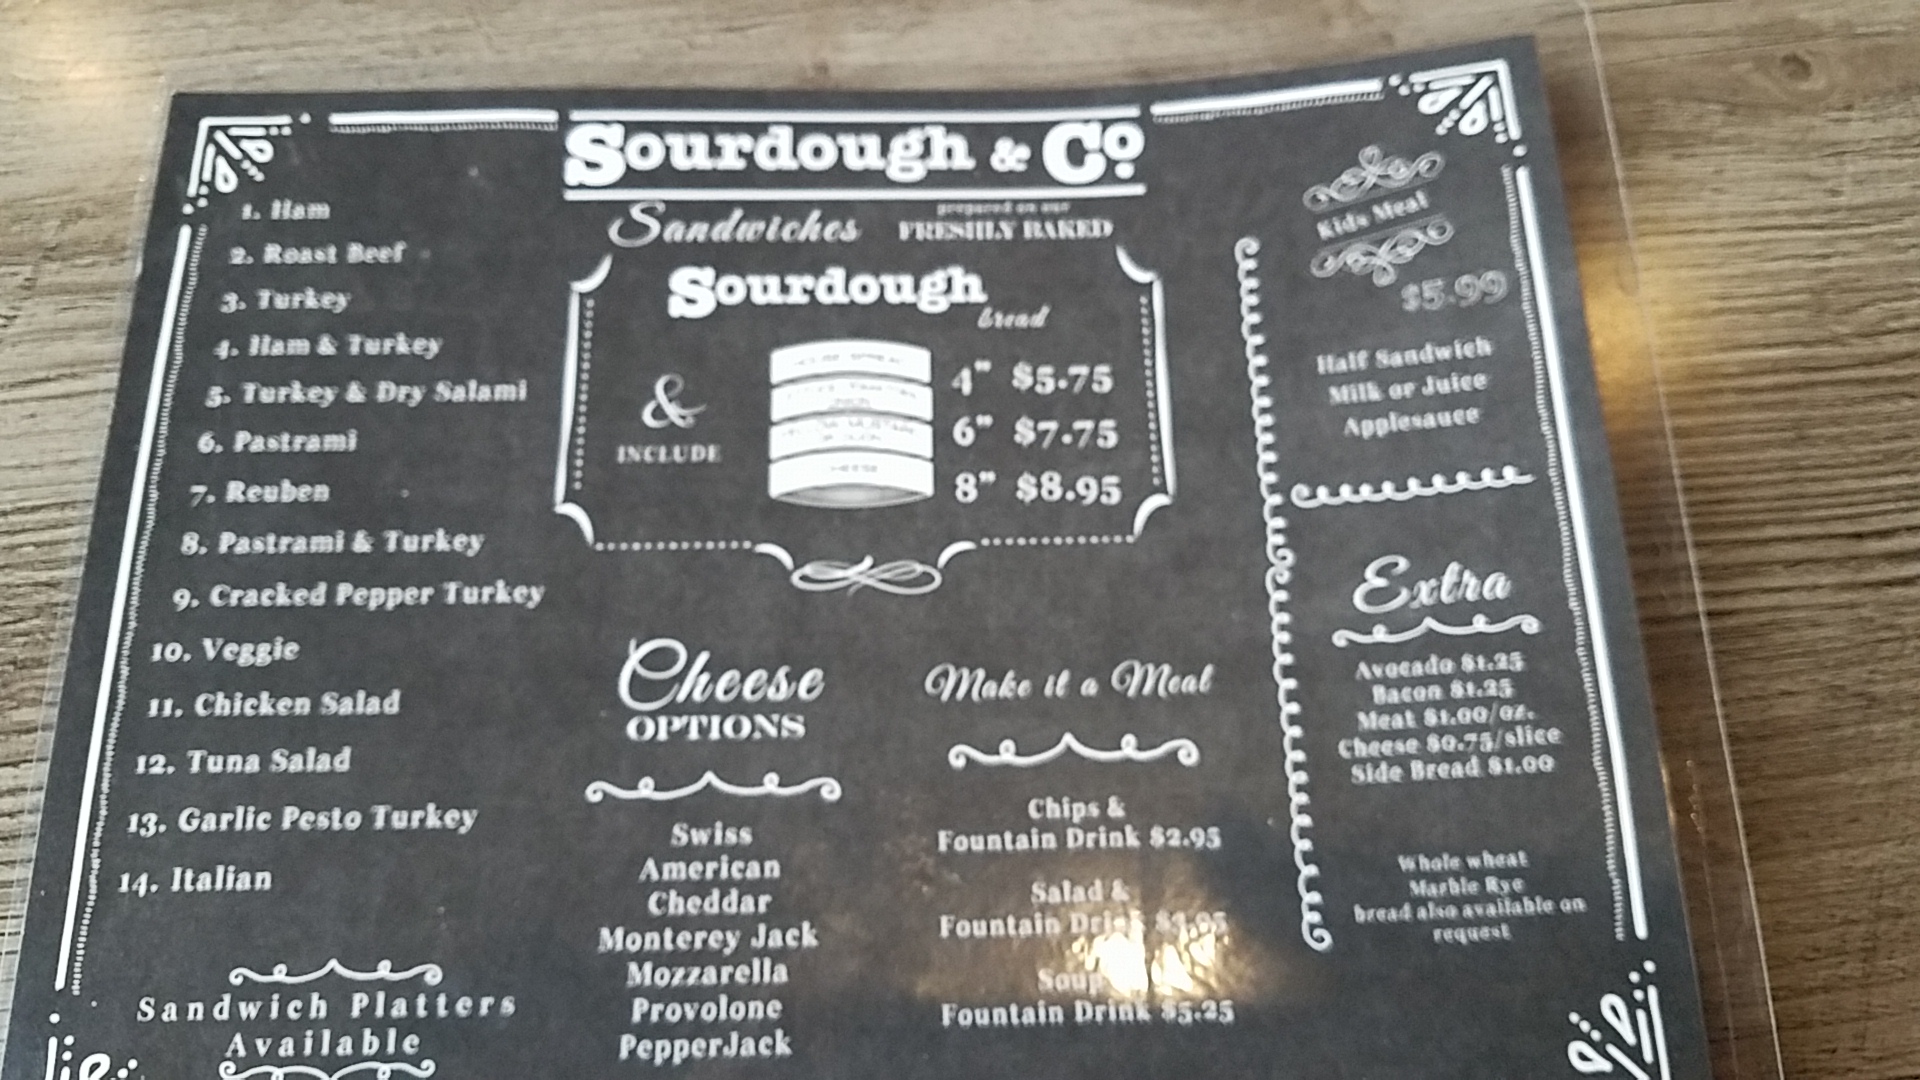 Sourdough & Co
1. Ham
2. Roast Beef
3. Turkey
4. Ham & Turkey
5. Turkey & Dry Salami
6. Pastrami
7. Reuben
8. Pastrami & Turkey
9. Cracked Pepper Turkey
10. Veggie
11. Chicken Salad
12. Tuna Salad
13. Garlic Pesto Turkey
14. Italian
Sandwich Platters
Available
Sandwiches
prepared on our
FRESHLY BAKED
Sourdough
bread
&
INCLUDE
4" $5.75
6" $7.75
8" $8.95
Cheese
OPTIONS
Swiss
American
Cheddar
Monterey Jack
Mozzarella
Provolone
PepperJack
Make it a Meal
Chips &
Fountain Drink $2.95
Salad &
Fountain Drink
Soup
Fountain Drink $5.25
Kids Meal
$5.99
Half Sandwich
Milk or Juice
Applesauce
Extra
Avocado $1.25
Bacon $1.25
Meat $1.00/oz.
Cheese $0.75/slice
Side Bread $1.00
Whole wheat
Marble Rye
bread also available on
request